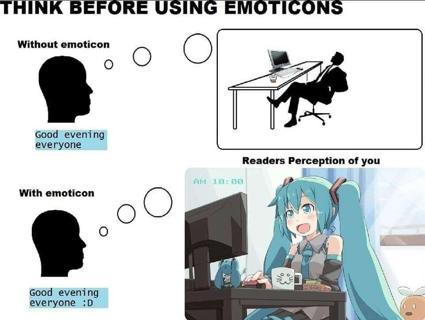 THINK BEFORE USING EMOTICONS
Without emoticon
Good evening
everyone
Readers Perception of you
With emoticon
AM 10:00
Good evening
everyone :D